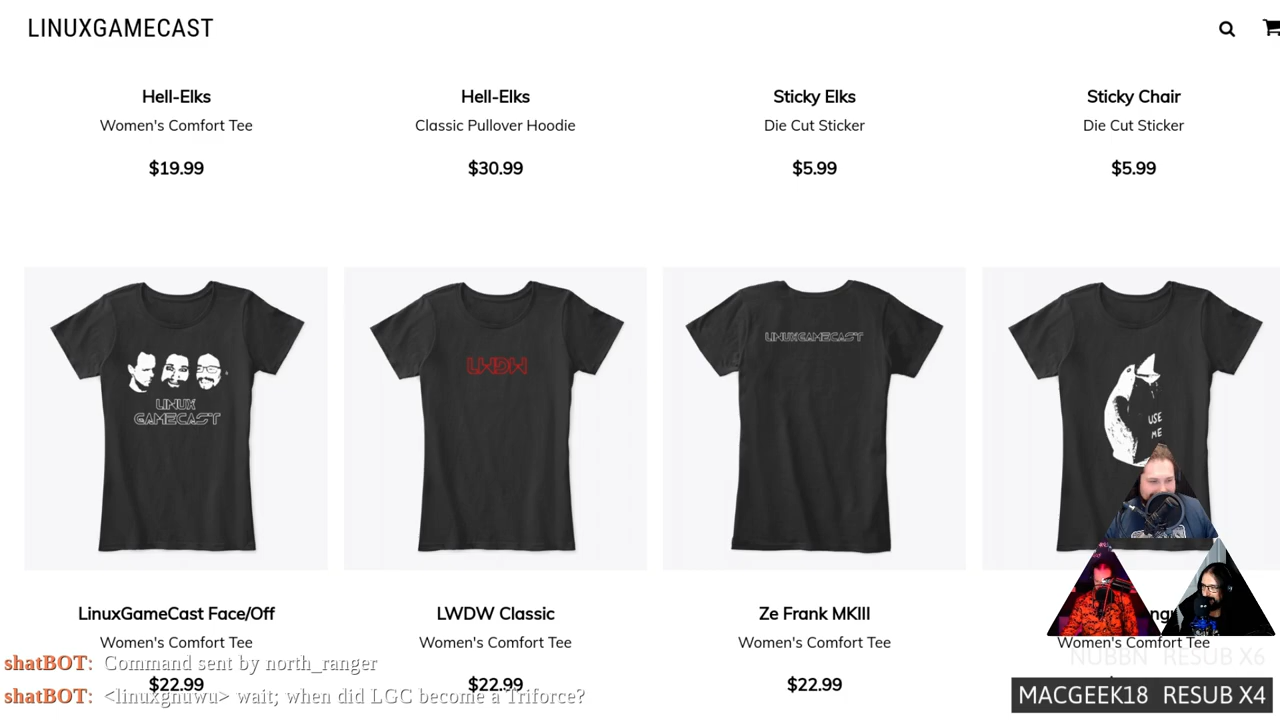 LINUXGAMECAST
Hell-Elks
Women's Comfort Tee
$19.99
Hell-Elks
Classic Pullover Hoodie
$30.99
Sticky Elks
Die Cut Sticker
$5.99
Sticky Chair
Die Cut Sticker
$5.99
LINUX
GAMECAST
LWDW
LINUXGAMECAST
USE
ME
LinuxGameCast Face/Off
Women's Comfort Tee
$22.99
LWDW Classic
Women's Comfort Tee
$22.99
Ze Frank MKIII
Women's Comfort Tee
$22.99
Women's Comfort Tee
shatBOT: Command sent by north_ranger
shatBOT: <linuxgnuwu> wait; when did LGC become a Triforce?
NUBBN RESUB X6
MACGEEK18 RESUB X4